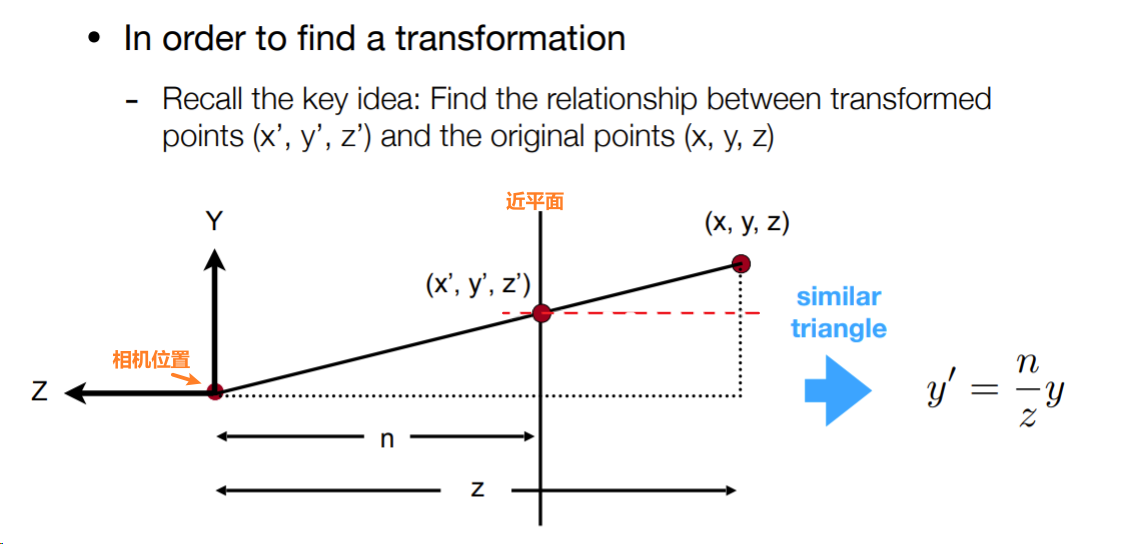 • In order to find a transformation
- Recall the key idea: Find the relationship between transformed
points (x’, y’, z’) and the original points (x, y, z)
近平面
Y
(x, y, z)
(x’, y’, z’)
similar
triangle
相机位置
Z
y′ = n/z y
n
z